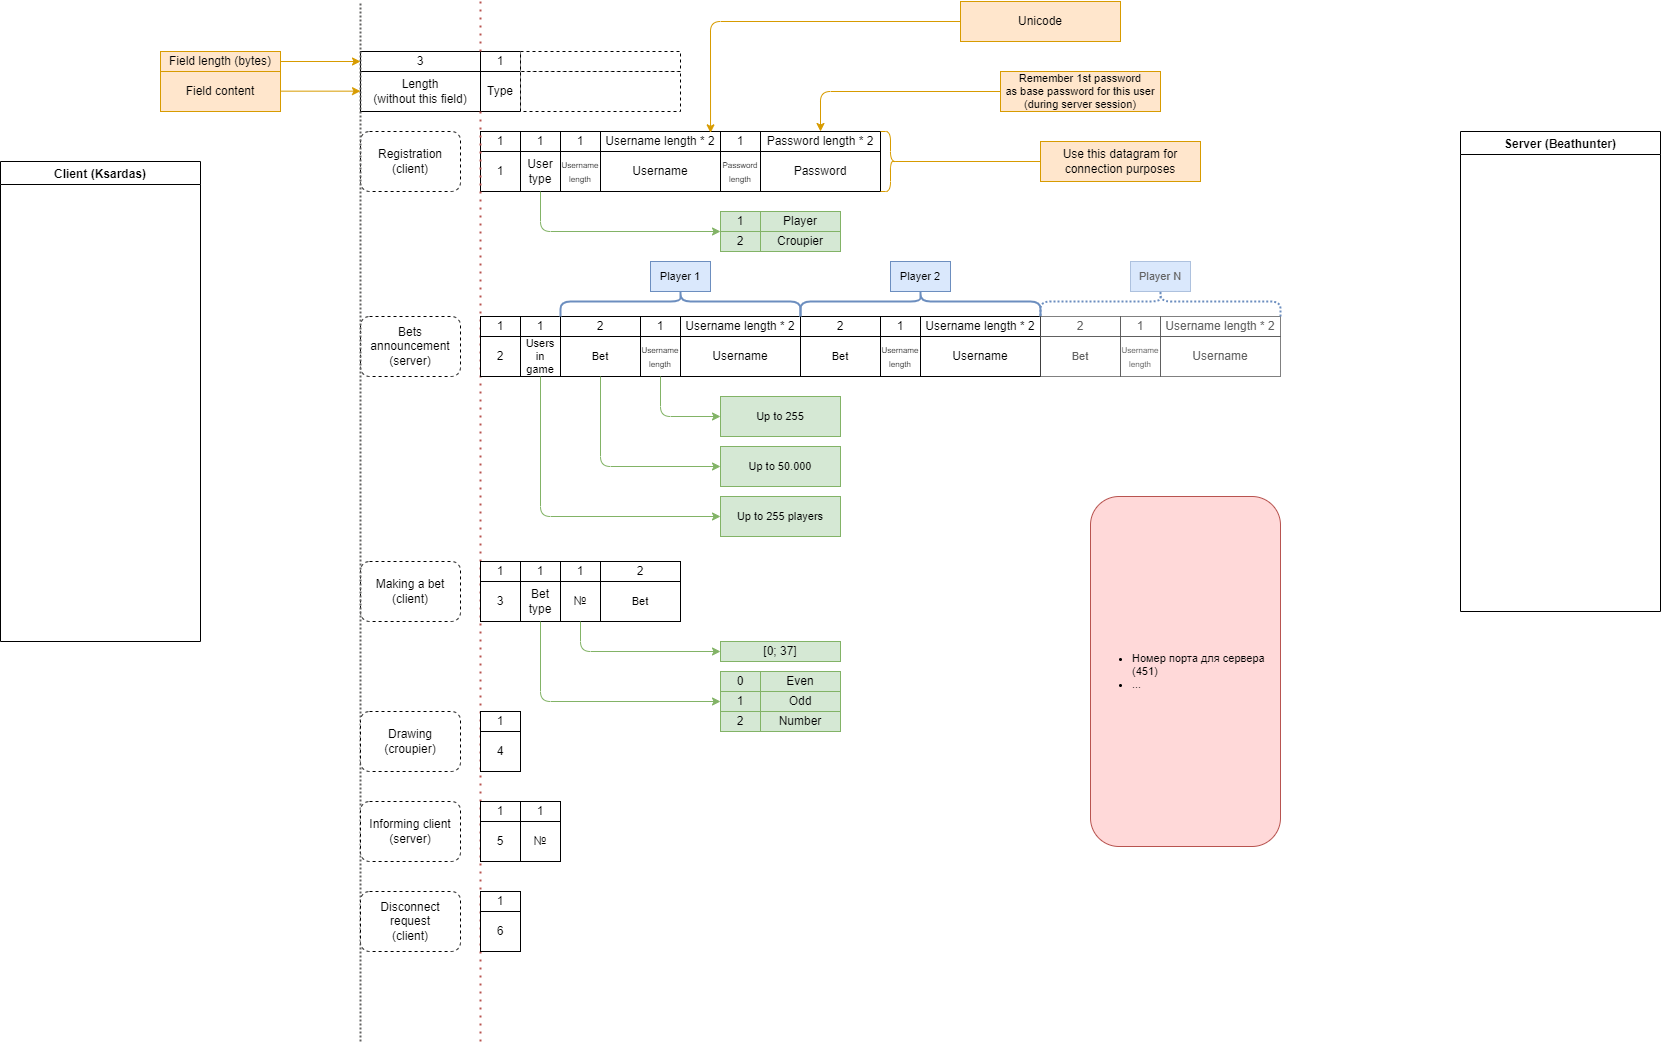 Unicode
Field length (bytes)
3
1
Field content
Length
(without this field)
Type
Remember 1st password
as base password for this user
(during server session)
Registration
(client)
1
1
1
Username length * 2
1
Password length * 2
1
User
type
Username
length
Username
Password
length
Password
Use this datagram for
connection purposes
Client (Ksardas)
Server (Beathunter)
1
Player
2
Croupier
Player 1
Player 2
Player N
Bets
announcement
(server)
1
1
2
1
Username length * 2
2
1
Username length * 2
2
1
Username length * 2
2
Users
in
game
Bet
Username
length
Username
Bet
Username
length
Username
Bet
Username
length
Username
Up to 255
Up to 50.000
Up to 255 players
Making a bet
(client)
1
1
1
2
3
Bet
type
№
Bet
[0; 37]
0
Even
1
Odd
2
Number
• Номер порта для сервера
(451)
• ...
Drawing
(croupier)
1
4
Informing client
(server)
1
1
5
№
Disconnect
request
(client)
1
6